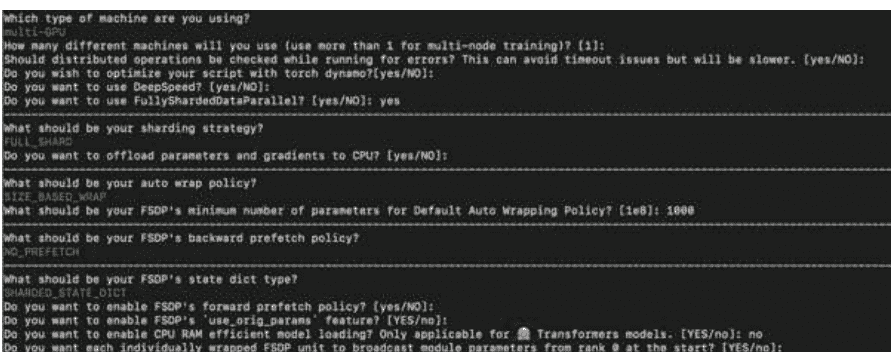 Which type of machine are you using?
multi-GPU
How many different machines will you use (use more than 1 for multi-node training)? [1]:
Should distributed operations be checked while running for errors? This can avoid timeout issues but will be slower. [yes/NO]:
Do you wish to optimize your script with torch dynamo?[yes/NO]:
Do you want to use DeepSpeed? [yes/NO]:
Do you want to use FullyShardedDataParallel? [yes/NO]: yes
What should be your sharding strategy?
FULL_SHARD
Do you want to offload parameters and gradients to CPU? [yes/NO]:
What should be your auto wrap policy?
SIZE_BASED_WRAP
What should be your FSDP's minimum number of parameters for Default Auto Wrapping Policy? [1e8]: 1000
What should be your FSDP's backward prefetch policy?
NO_PREFETCH
What should be your FSDP's state dict type?
SHARDED_STATE_DICT
Do you want to enable FSDP's forward prefetch policy? [yes/NO]:
Do you want to enable FSDP's `use_orig_params` feature? [YES/no]:
Do you want to enable CPU RAM efficient model loading? Only applicable for 🤗 Transformers models. [YES/no]: no
Do you want each individually wrapped FSDP unit to broadcast module parameters from rank 0 at the start? [YES/no]: